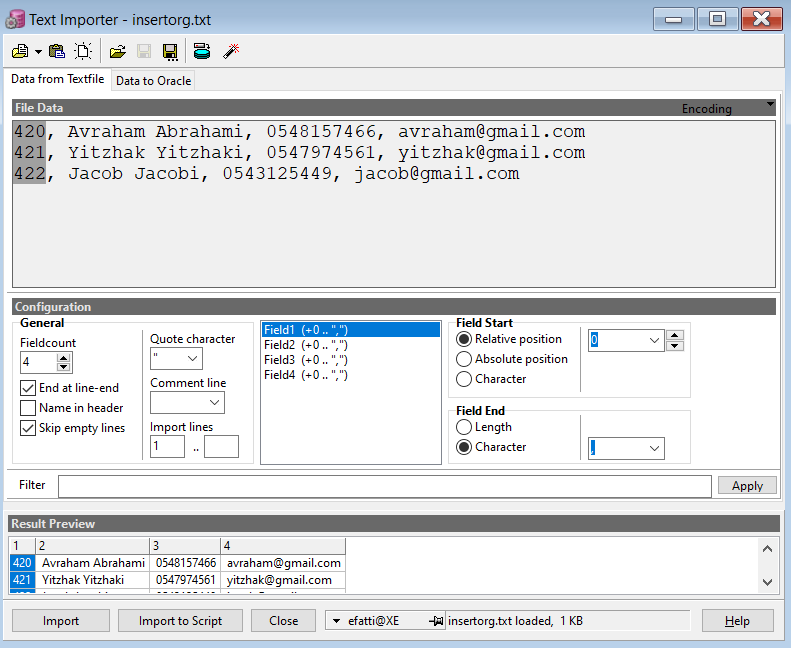 Text Importer - insertorg.txt
Data from Textfile Data to Oracle
File Data Encoding
420, Avraham Abrahami, 0548157466, avraham@gmail.com
421, Yitzhak Yitzhaki, 0547974561, yitzhak@gmail.com
422, Jacob Jacobi, 0543125449, jacob@gmail.com
Configuration
General
Fieldcount
4
End at line-end
Name in header
Skip empty lines
Quote character
"
Comment line
Import lines
1 ..
Field1 (+0 .. ",")
Field2 (+0 .. ",")
Field3 (+0 .. ",")
Field4 (+0 .. ",")
Field Start
Relative position 0
Absolute position
Character
Field End
Length
Character ,
Filter Apply
Result Preview
1 2 3 4
420 Avraham Abrahami 0548157466 avraham@gmail.com
421 Yitzhak Yitzhaki 0547974561 yitzhak@gmail.com
Import Import to Script Close efatti@XE insertorg.txt loaded, 1 KB Help